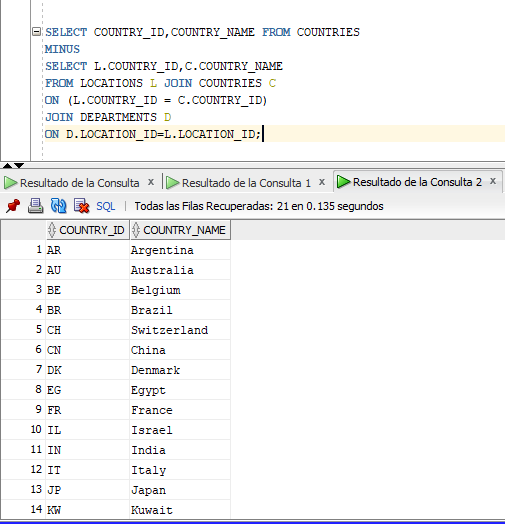 SELECT COUNTRY_ID,COUNTRY_NAME FROM COUNTRIES
MINUS
SELECT L.COUNTRY_ID,C.COUNTRY_NAME
FROM LOCATIONS L JOIN COUNTRIES C
ON (L.COUNTRY_ID = C.COUNTRY_ID)
JOIN DEPARTMENTS D
ON D.LOCATION_ID=L.LOCATION_ID;
Resultado de la Consulta x Resultado de la Consulta 1 x Resultado de la Consulta 2 x
SQL | Todas las Filas Recuperadas: 21 en 0.135 segundos
COUNTRY_ID COUNTRY_NAME
1 AR Argentina
2 AU Australia
3 BE Belgium
4 BR Brazil
5 CH Switzerland
6 CN China
7 DK Denmark
8 EG Egypt
9 FR France
10 IL Israel
11 IN India
12 IT Italy
13 JP Japan
14 KW Kuwait